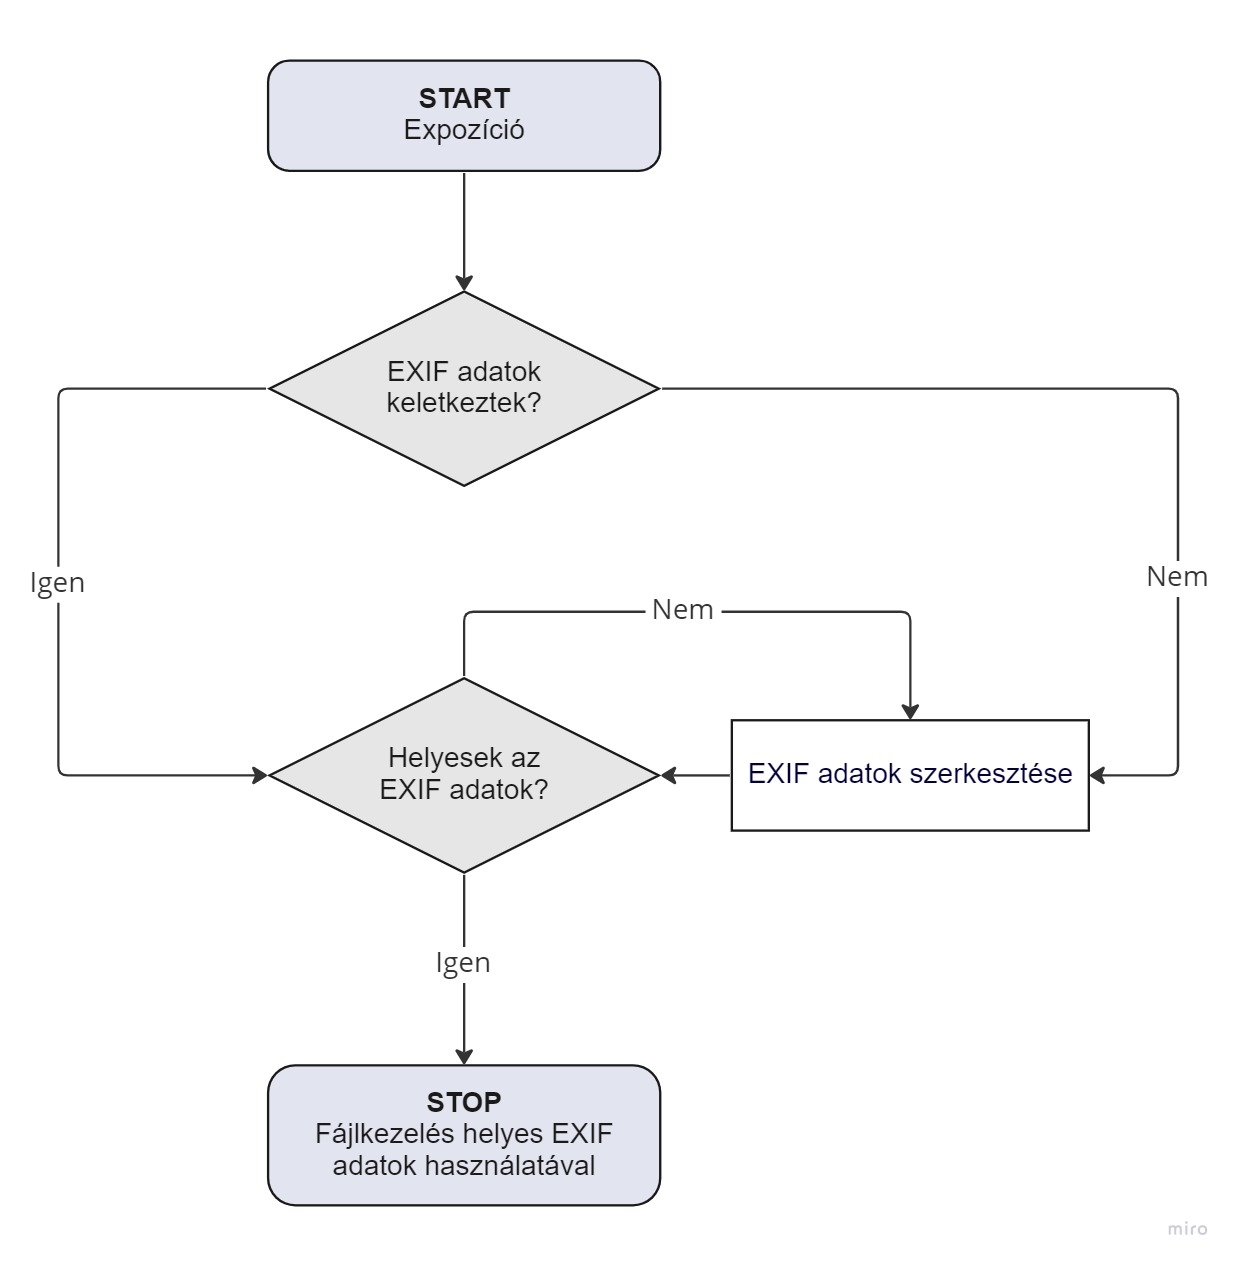 START
Expozíció
EXIF adatok
keletkeztek?
Igen
Nem
Nem
Helyesek az
EXIF adatok?
EXIF adatok szerkesztése
Igen
STOP
Fájlkezelés helyes EXIF
adatok használatával
miro